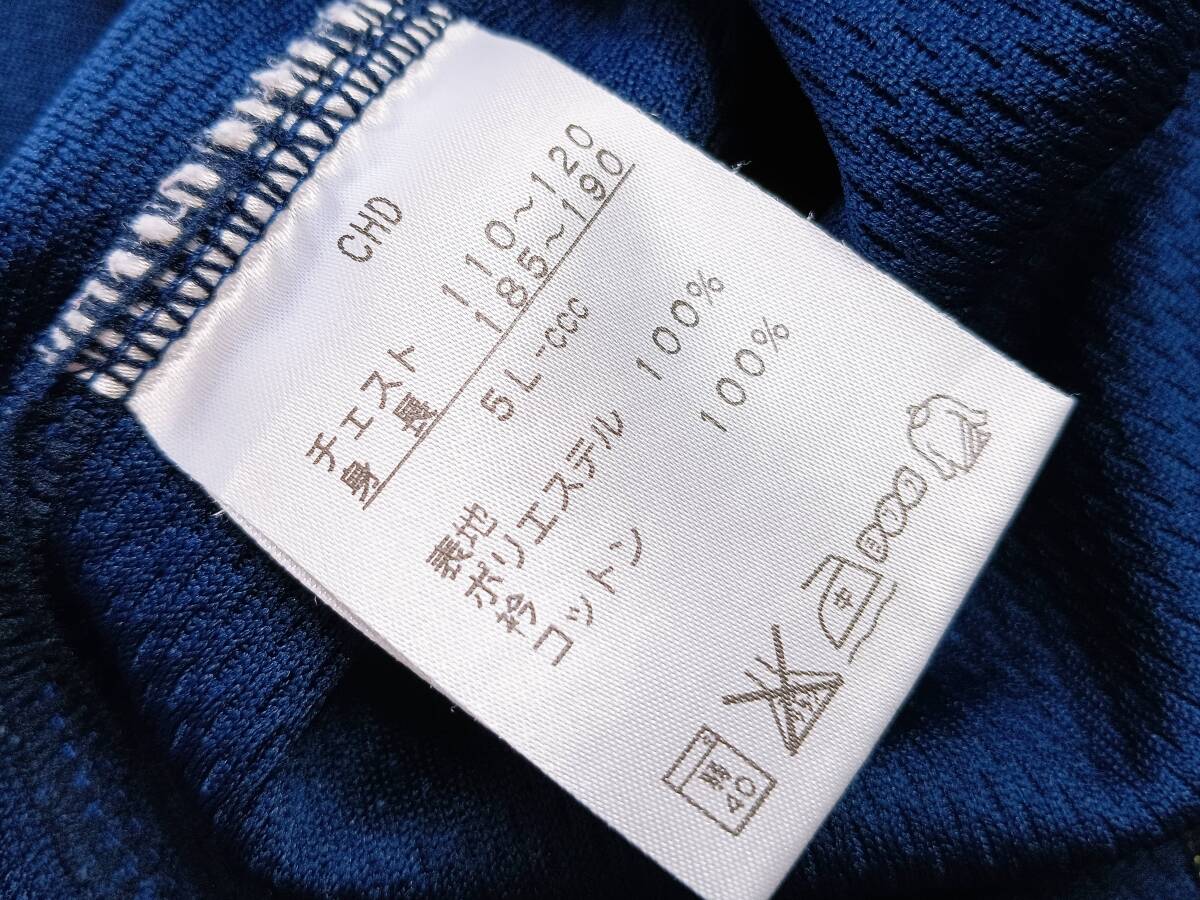 CHD
チェスト 110~120
身 長 185~190
5L-CCC
表地
ポリエステル 100%
衿
コットン 100%
弱
40
中